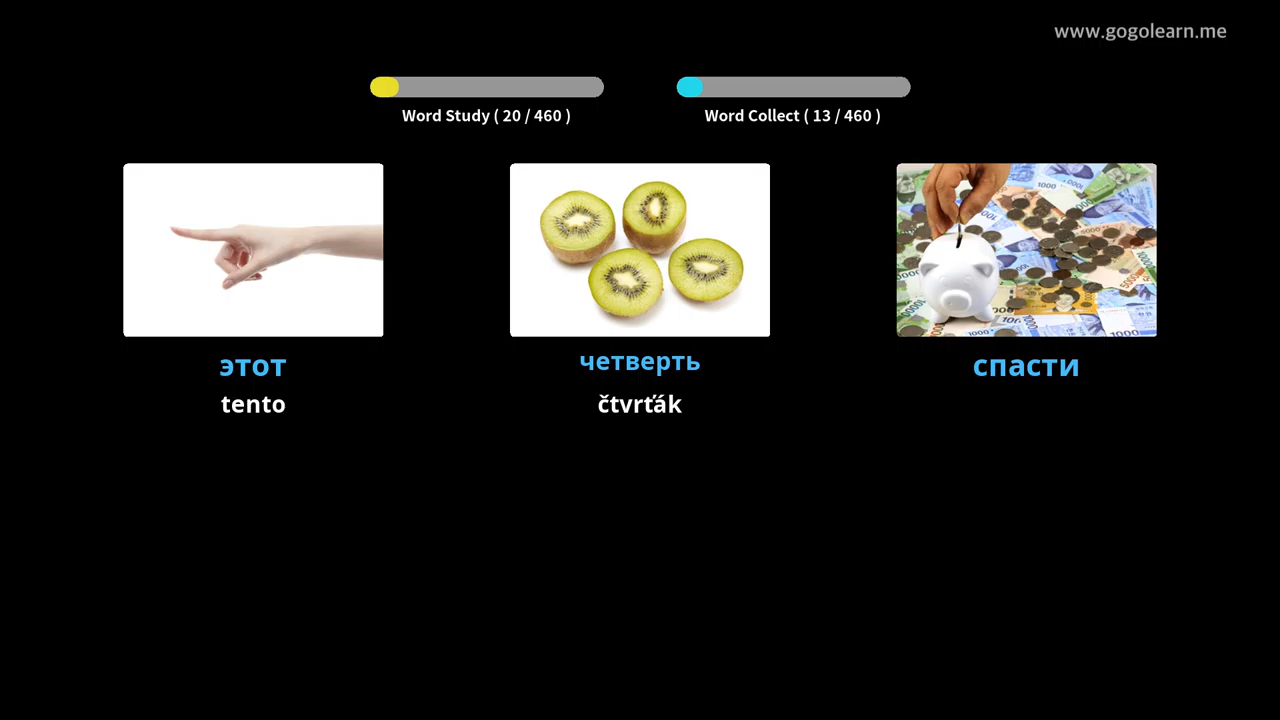 www.gogolearn.me
Word Study ( 20 / 460 )
Word Collect ( 13 / 460 )
этот
четверть
спасти
tento
čtvrťák